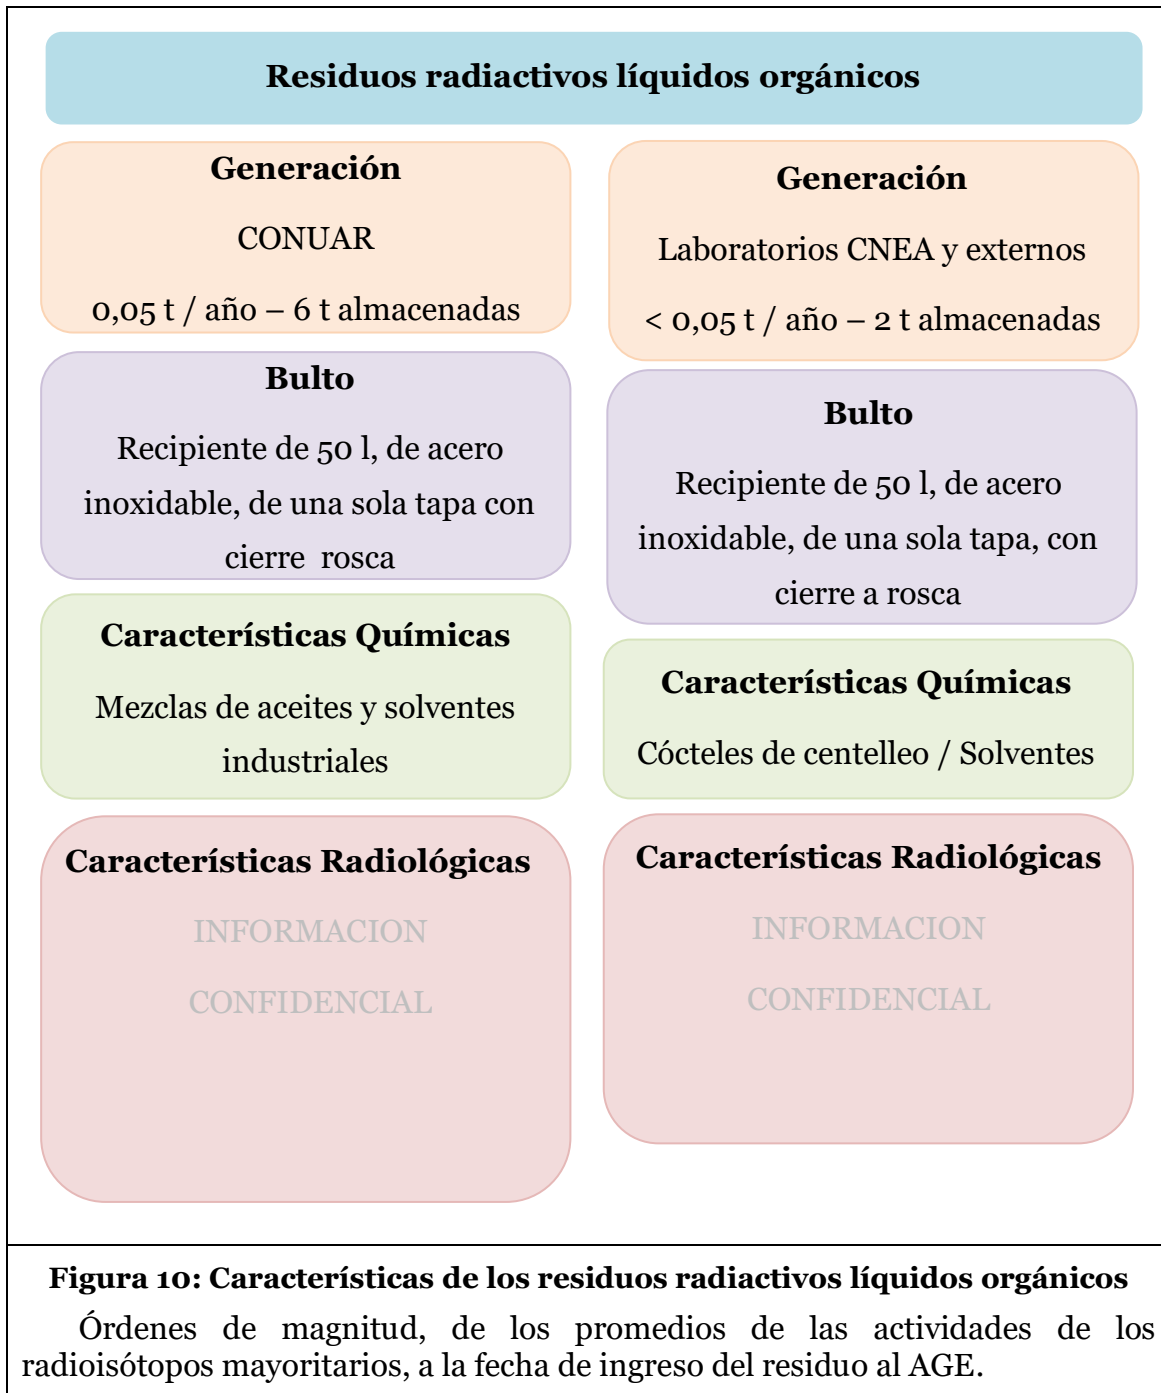 Residuos radiactivos líquidos orgánicos
Generación
CONUAR
0,05 t / año – 6 t almacenadas
Bulto
Recipiente de 50 l, de acero
inoxidable, de una sola tapa con
cierre  rosca
Características Químicas
Mezclas de aceites y solventes
industriales
Características Radiológicas
INFORMACION
CONFIDENCIAL
Generación
Laboratorios CNEA y externos
< 0,05 t / año – 2 t almacenadas
Bulto
Recipiente de 50 l, de acero
inoxidable, de una sola tapa, con
cierre a rosca
Características Químicas
Cócteles de centelleo / Solventes
Características Radiológicas
INFORMACION
CONFIDENCIAL
Figura 10: Características de los residuos radiactivos líquidos orgánicos
Órdenes de magnitud, de los promedios de las actividades de los
radioisótopos mayoritarios, a la fecha de ingreso del residuo al AGE.